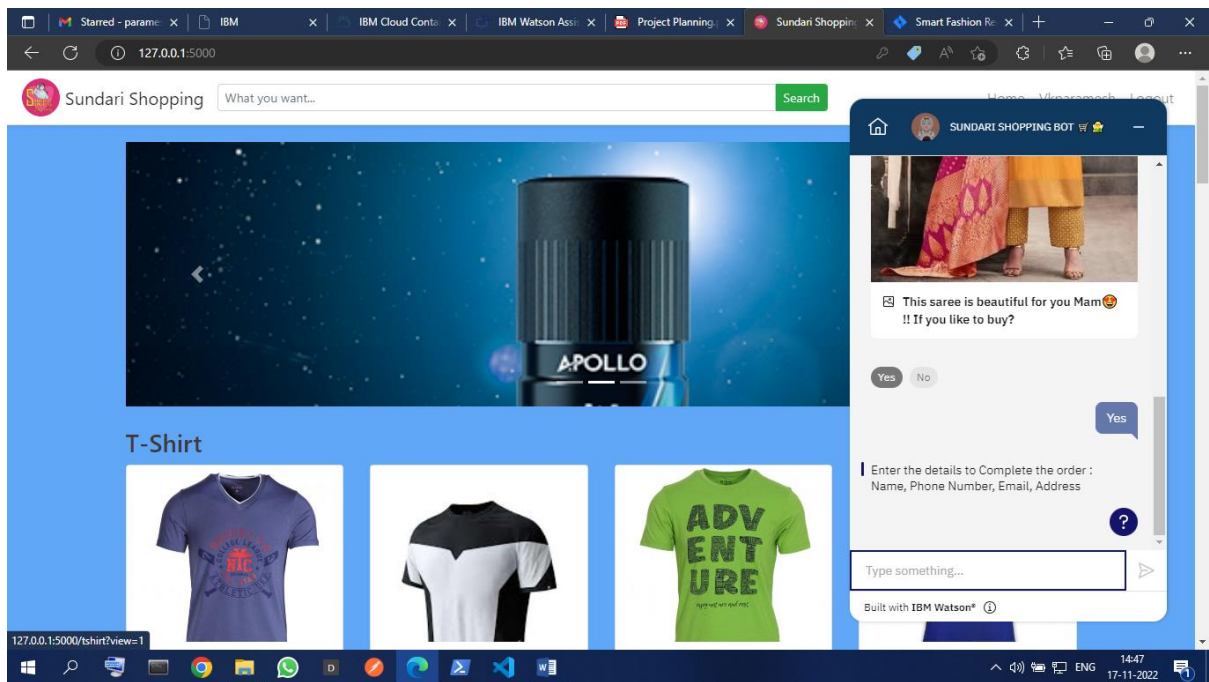 Starred - parame
IBM
IBM Cloud Conta
IBM Watson Assis
Project Planning.
Sundari Shopping
Smart Fashion Re
127.0.0.1:5000
Sundari Shopping
What you want...
Search
Home Vkparamesh Logout
SUNDARI SHOPPING BOT
This saree is beautiful for you Mam
!! If you like to buy?
Yes No
Yes
APOLLO
T-Shirt
Enter the details to Complete the order :
Name, Phone Number, Email, Address
?
NTC
ADV
ENT
URE
Type something...
Built with IBM Watson®
127.0.0.1:5000/tshirt?view=1
ENG
14:47
17-11-2022